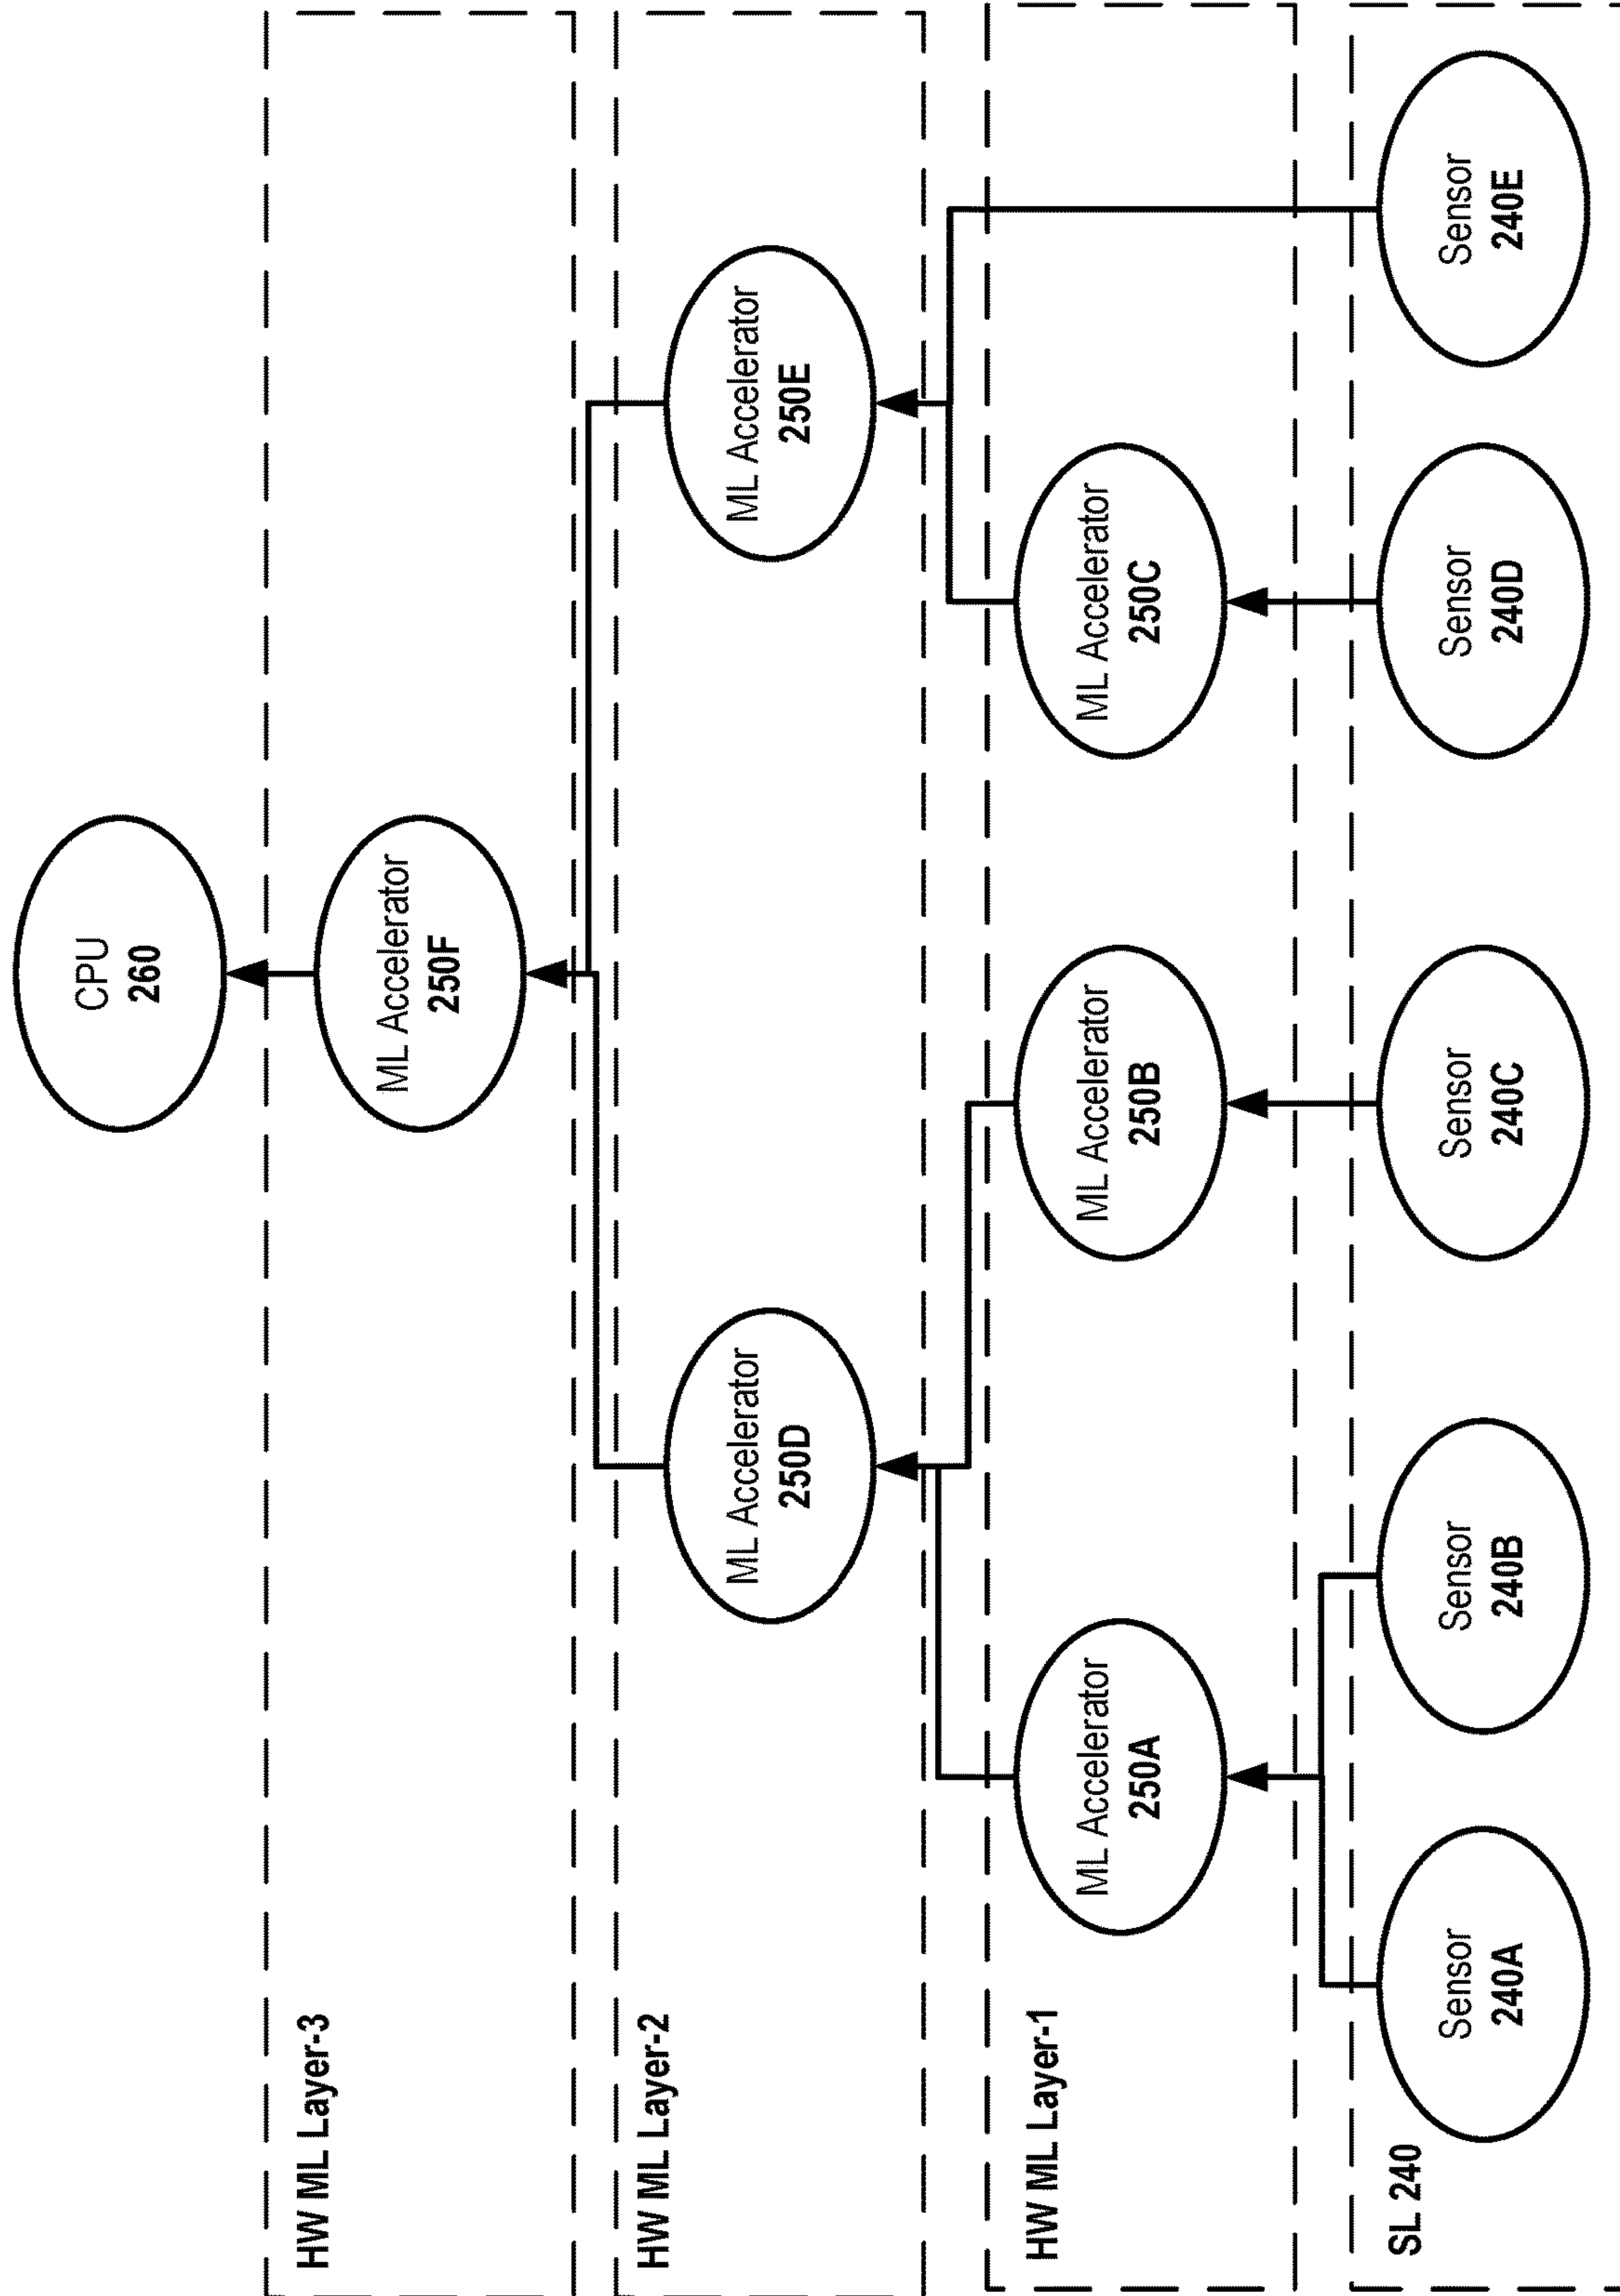 CPU
260
HW ML Layer-3
ML Accelerator
250F
HW ML Layer-2
ML Accelerator
250D
ML Accelerator
250E
HW ML Layer-1
ML Accelerator
250A
ML Accelerator
250B
ML Accelerator
250C
SL 240
Sensor
240A
Sensor
240B
Sensor
240C
Sensor
240D
Sensor
240E